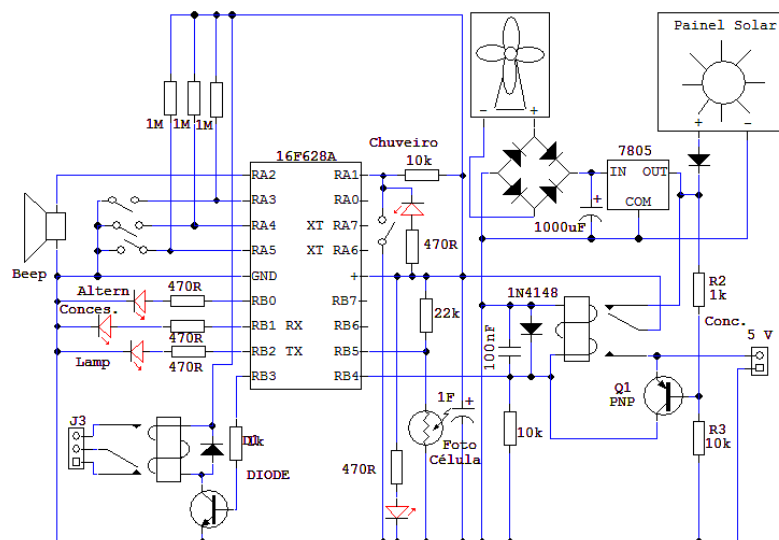 Painel Solar
1M
1M
1M
Chuveiro
10k
16F628A
7805
IN OUT
COM
1000uF
RA2
RA3
RA4
RA5
GND
RB0
RB1 RX
RB2 TX
RB3
RA1
RA0
XT RA7
XT RA6
+
RB7
RB6
RB5
RB4
470R
Beep
Altern
Conces.
Lamp
470R
470R
470R
22k
100nF
1N4148
R2
1k
Conc.
5 V
Q1
PNP
R3
10k
J3
D1
1k
DIODE
1F
Foto
Célula
470R
10k